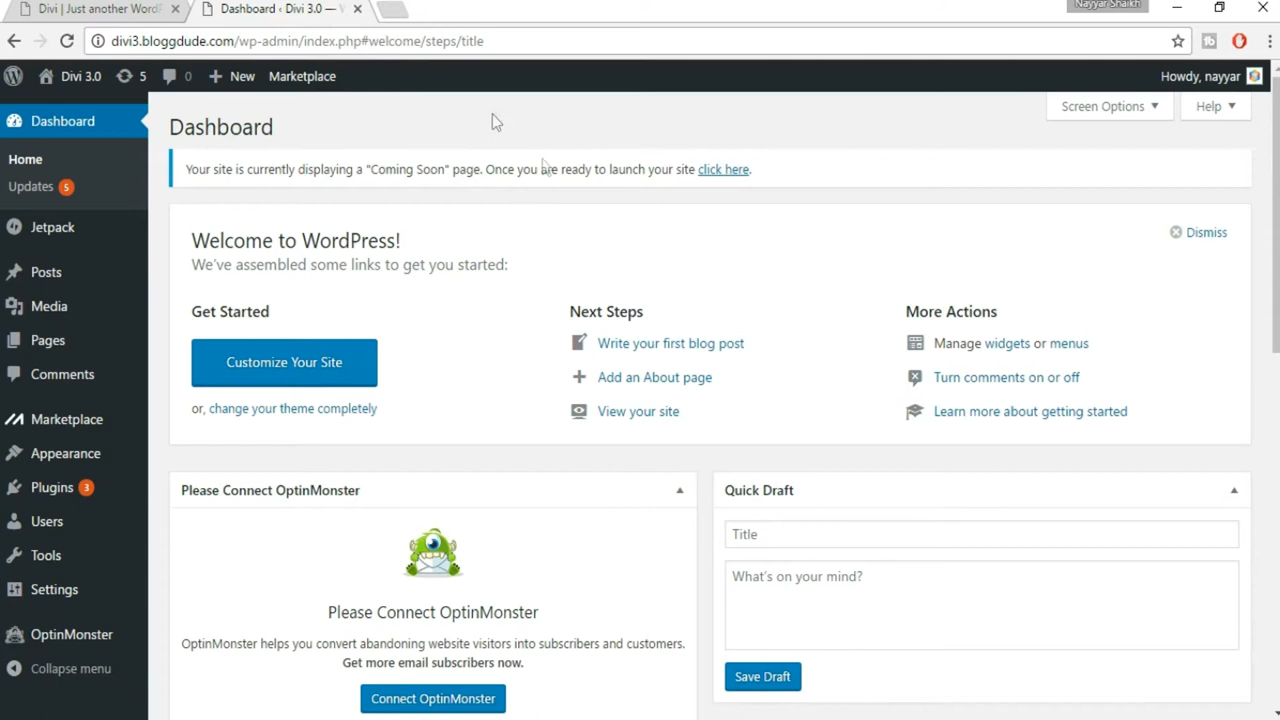 Divi | Just another WordP
Dashboard ‹ Divi 3.0 —
Nayyar Shaikh
divi3.bloggdude.com/wp-admin/index.php#welcome/steps/title
Divi 3.0
5
0
New
Marketplace
Howdy, nayyar
Dashboard
Home
Updates 5
Jetpack
Posts
Media
Pages
Comments
Marketplace
Appearance
Plugins 3
Users
Tools
Settings
OptinMonster
Collapse menu
Screen Options
Help
Dashboard
Your site is currently displaying a "Coming Soon" page. Once you are ready to launch your site click here.
Welcome to WordPress!
We've assembled some links to get you started:
Dismiss
Get Started
Customize Your Site
or, change your theme completely
Next Steps
Write your first blog post
Add an About page
View your site
More Actions
Manage widgets or menus
Turn comments on or off
Learn more about getting started
Please Connect OptinMonster
Please Connect OptinMonster
OptinMonster helps you convert abandoning website visitors into subscribers and customers.
Get more email subscribers now.
Connect OptinMonster
Quick Draft
Title
What's on your mind?
Save Draft